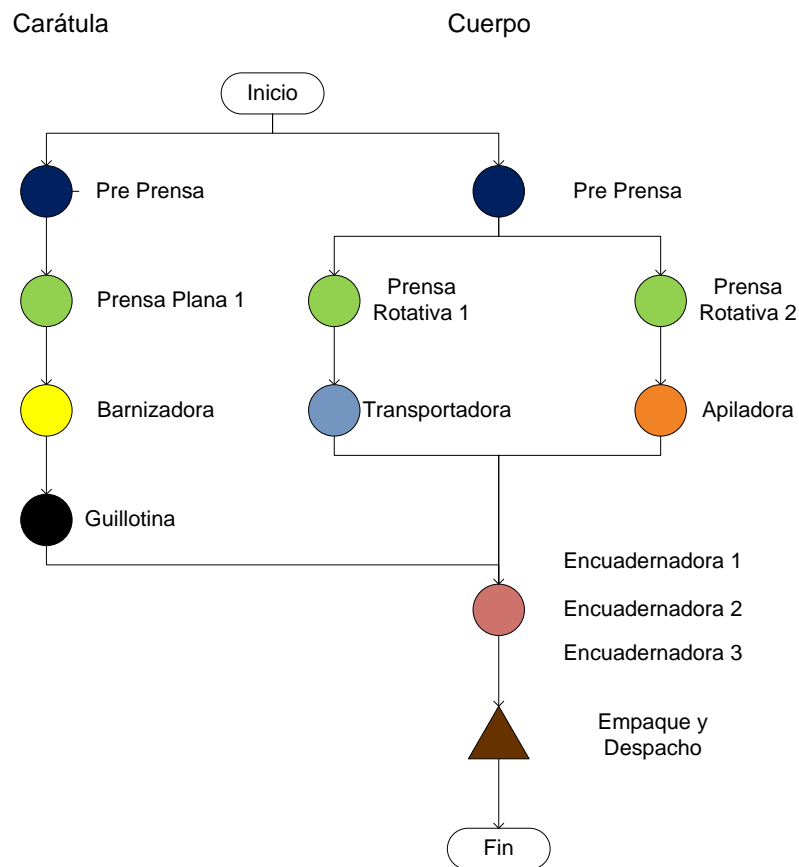 Carátula
Cuerpo
Inicio
Pre Prensa
Pre Prensa
Prensa Plana 1
Prensa
Rotativa 1
Prensa
Rotativa 2
Barnizadora
Transportadora
Apiladora
Guillotina
Encuadernadora 1
Encuadernadora 2
Encuadernadora 3
Empaque y
Despacho
Fin